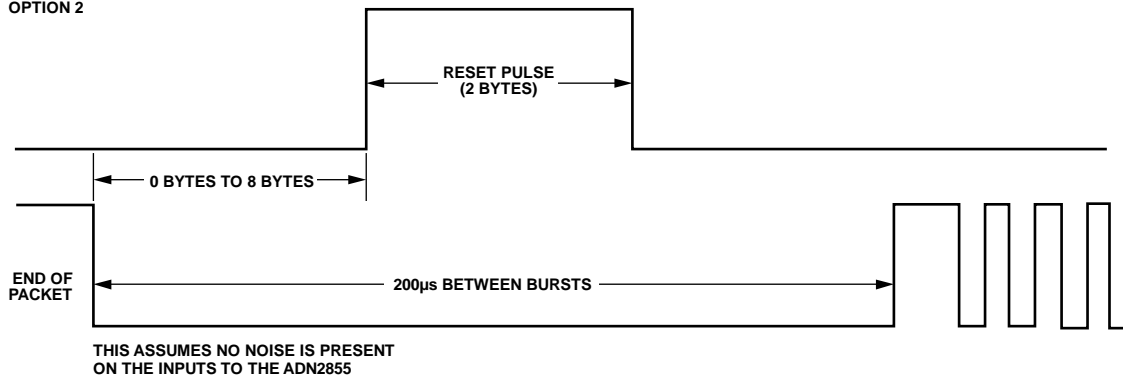 OPTION 2
RESET PULSE
(2 BYTES)
0 BYTES TO 8 BYTES
END OF
PACKET
200µs BETWEEN BURSTS
THIS ASSUMES NO NOISE IS PRESENT
ON THE INPUTS TO THE ADN2855